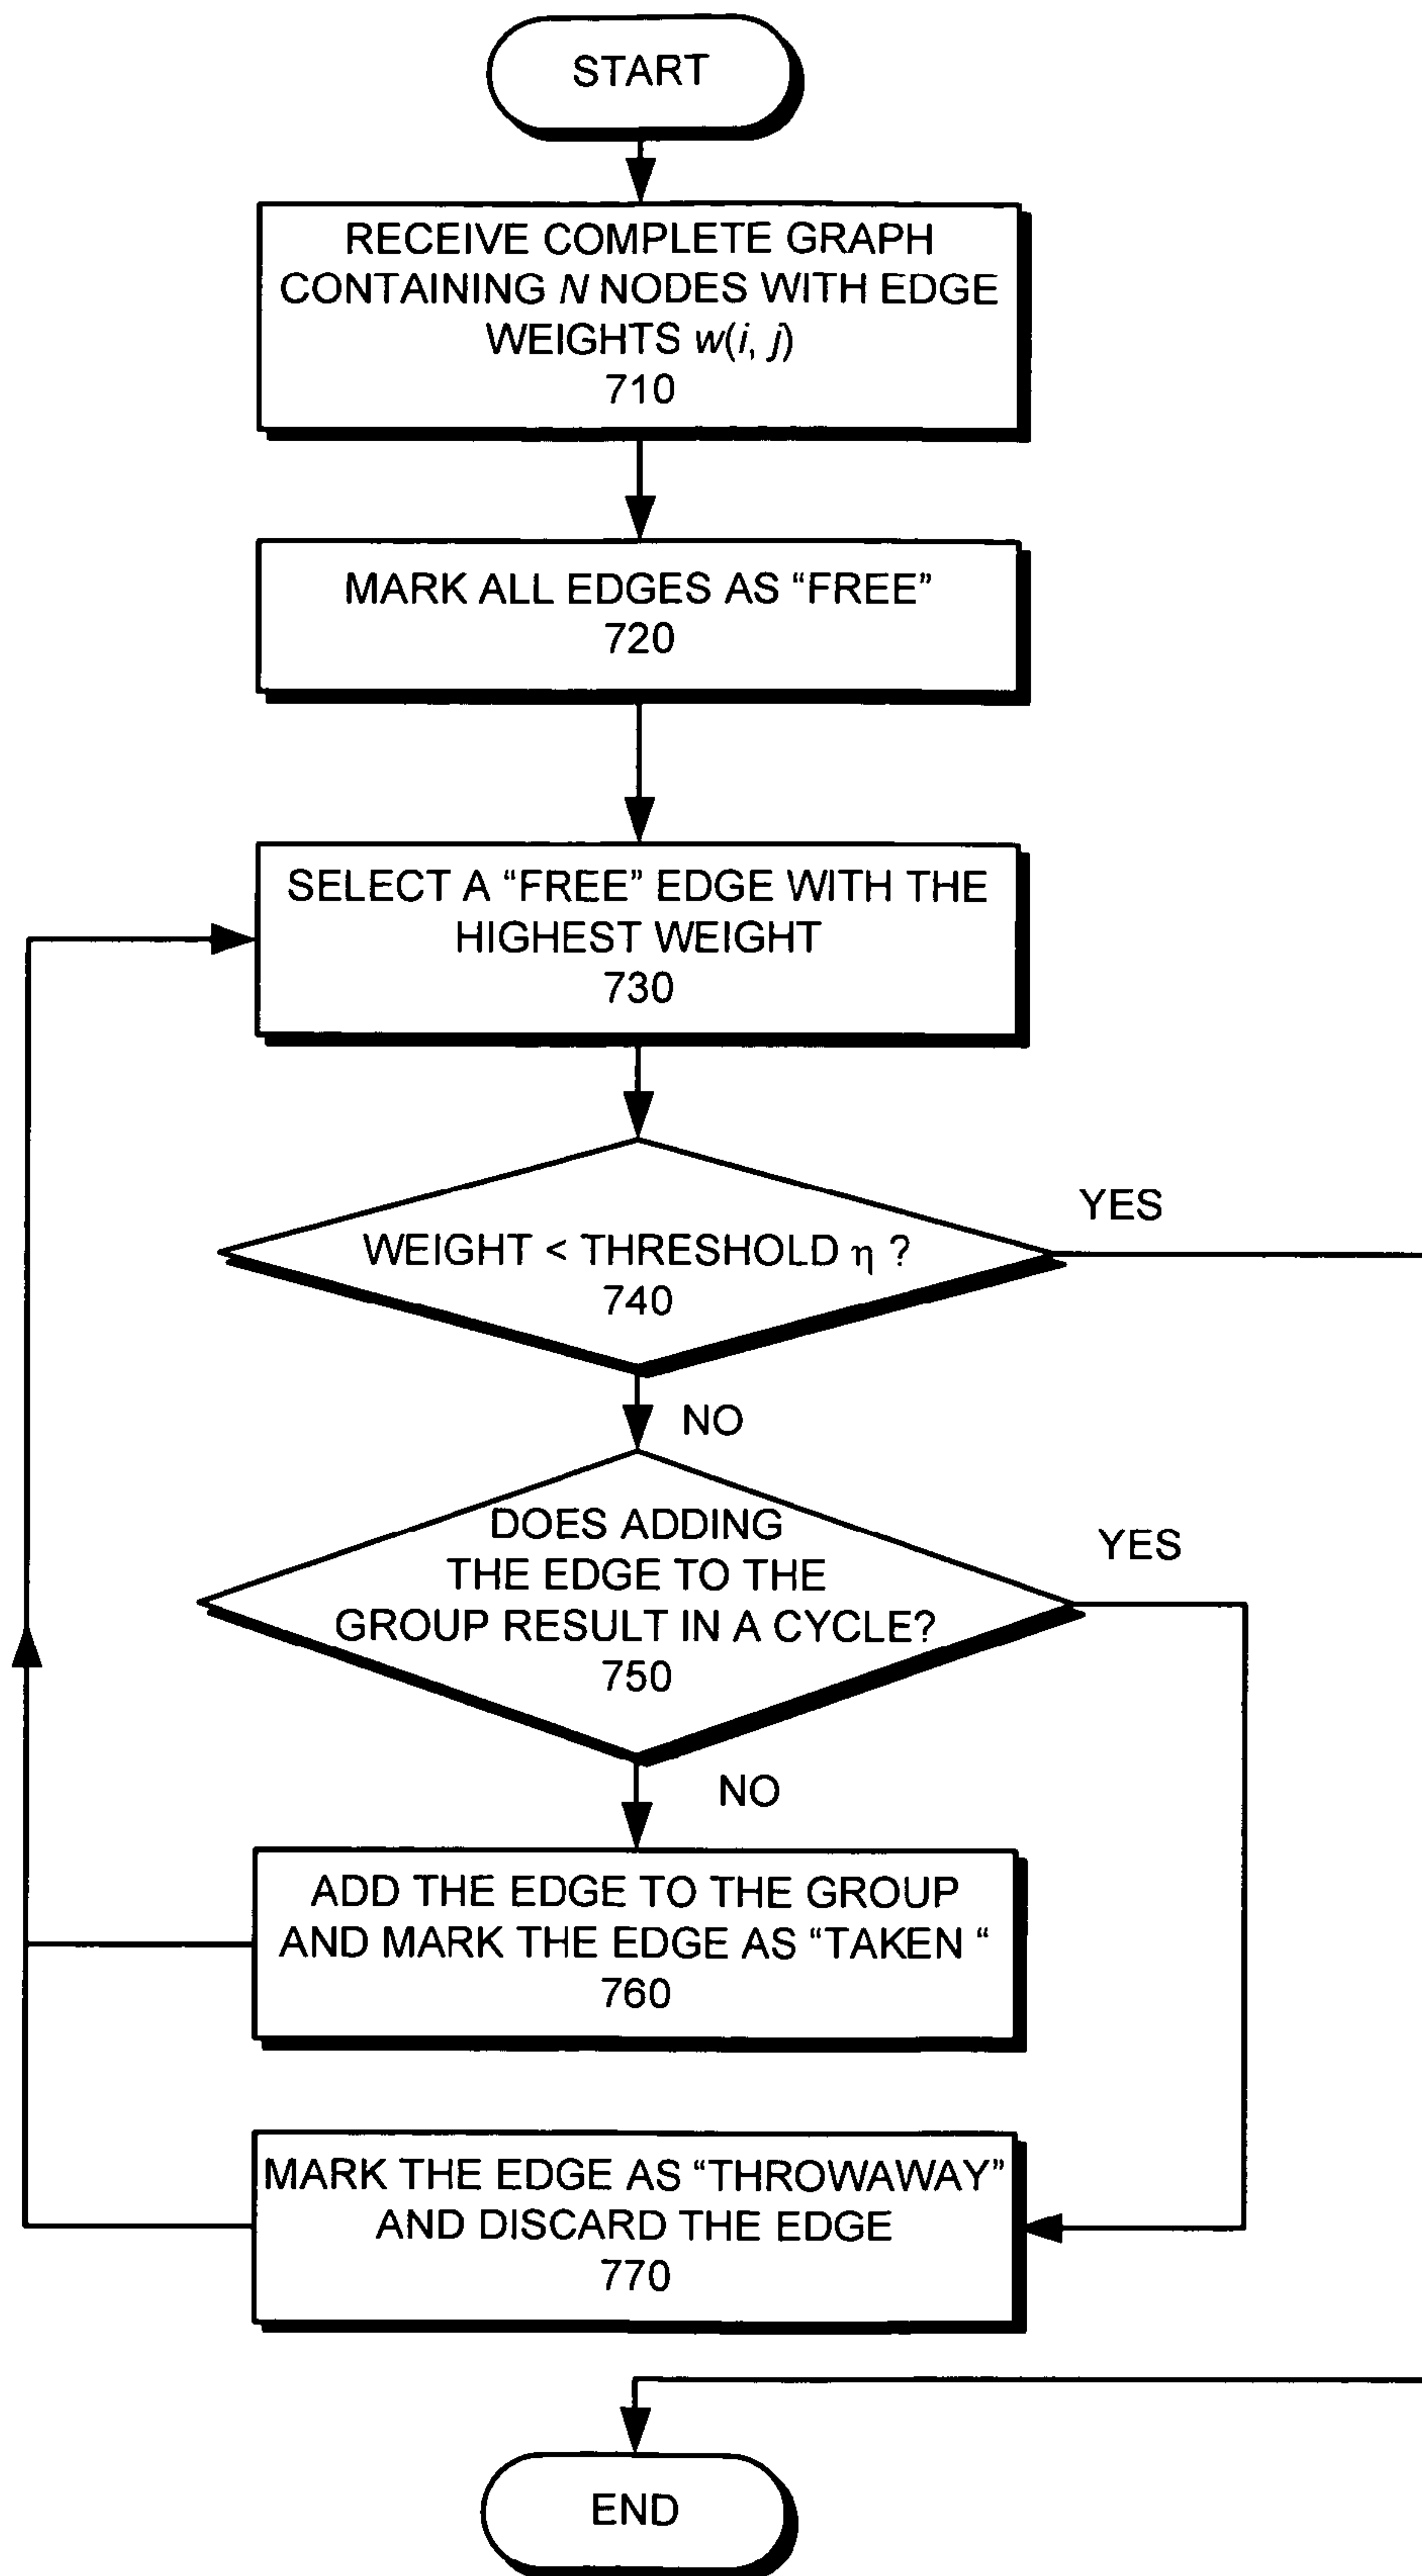 START
RECEIVE COMPLETE GRAPH
CONTAINING N NODES WITH EDGE
WEIGHTS w(i, j)
710
MARK ALL EDGES AS “FREE”
720
SELECT A “FREE” EDGE WITH THE
HIGHEST WEIGHT
730
WEIGHT < THRESHOLD η ?
740
YES
NO
DOES ADDING
THE EDGE TO THE
GROUP RESULT IN A CYCLE?
750
YES
NO
ADD THE EDGE TO THE GROUP
AND MARK THE EDGE AS “TAKEN “
760
MARK THE EDGE AS “THROWAWAY”
AND DISCARD THE EDGE
770
END